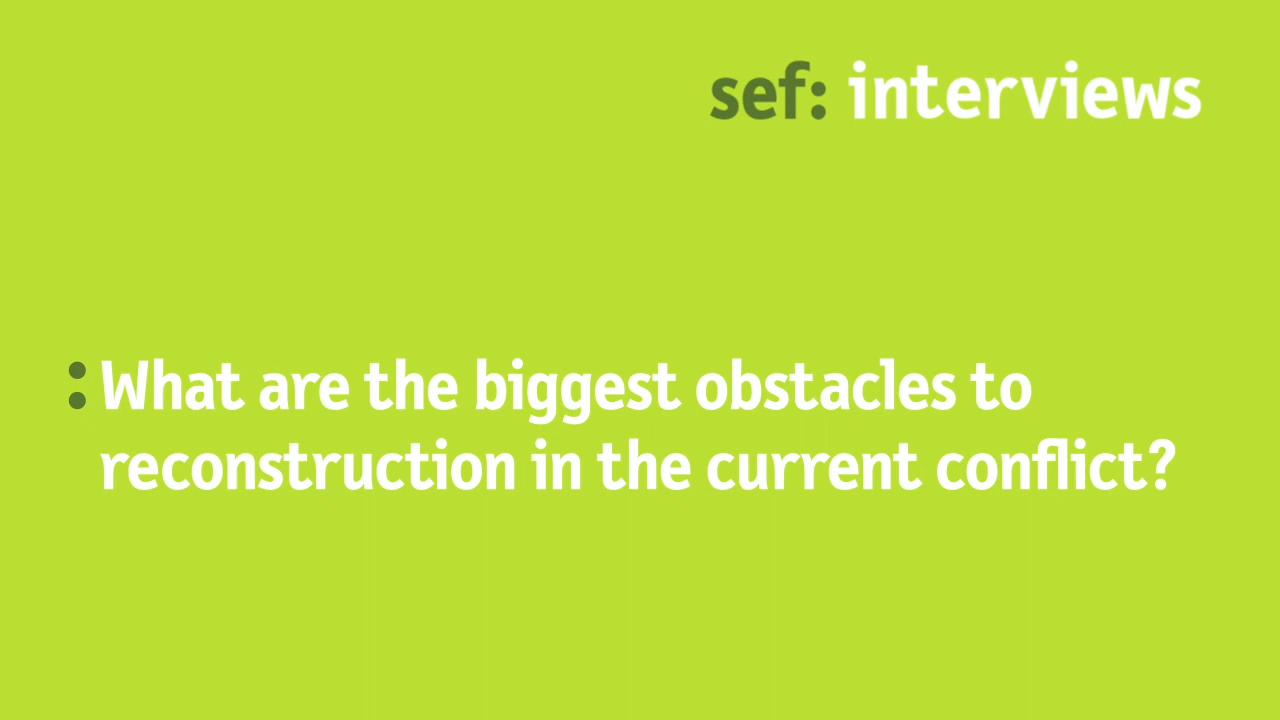 sef: interviews
: What are the biggest obstacles to
reconstruction in the current conflict?